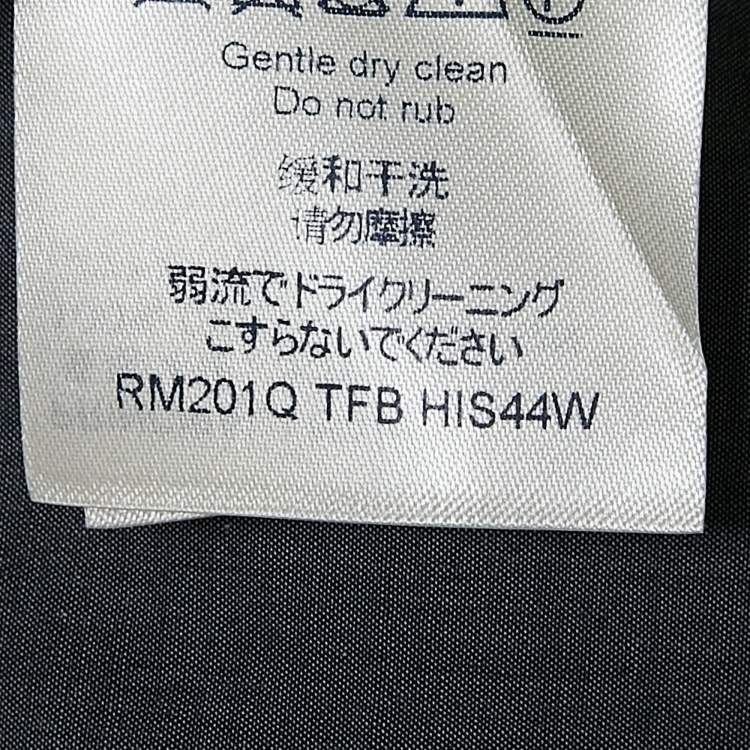 Gentle dry clean
Do not rub
缓和干洗
请勿摩擦
弱流でドライクリーニング
こすらないでください
RM201Q TFB HIS44W